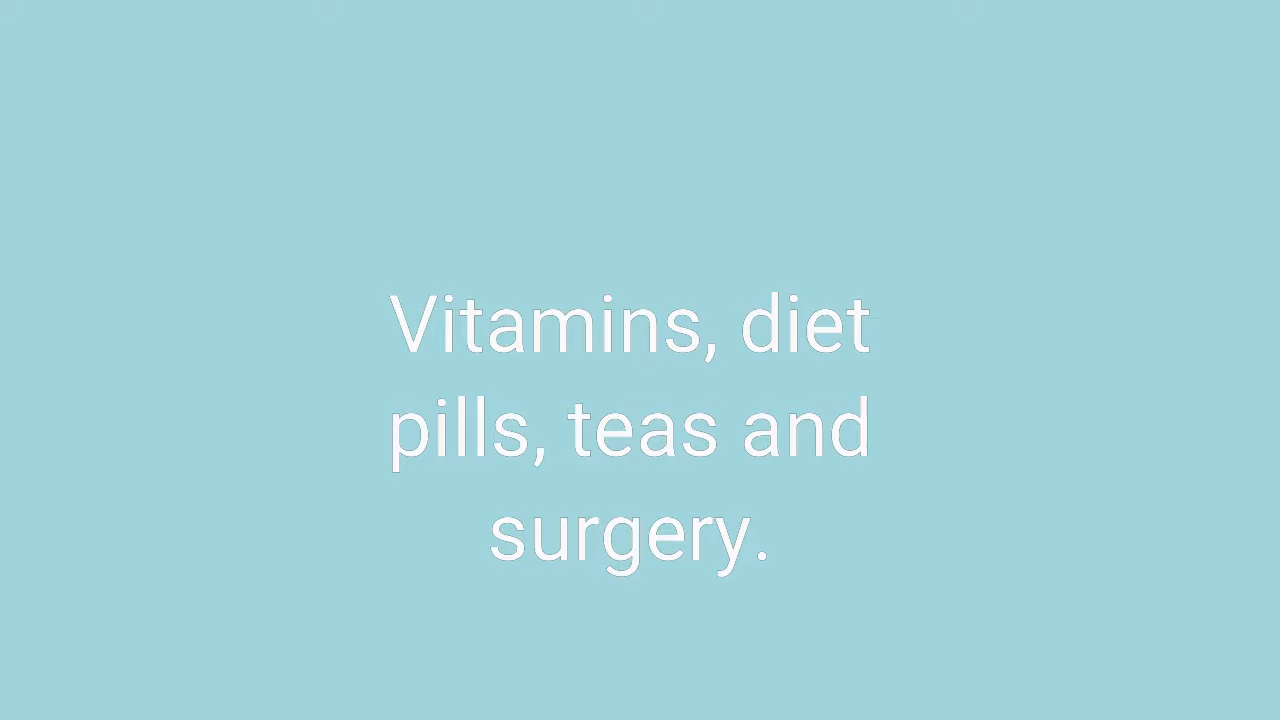 Vitamins, diet
pills, teas and
surgery.